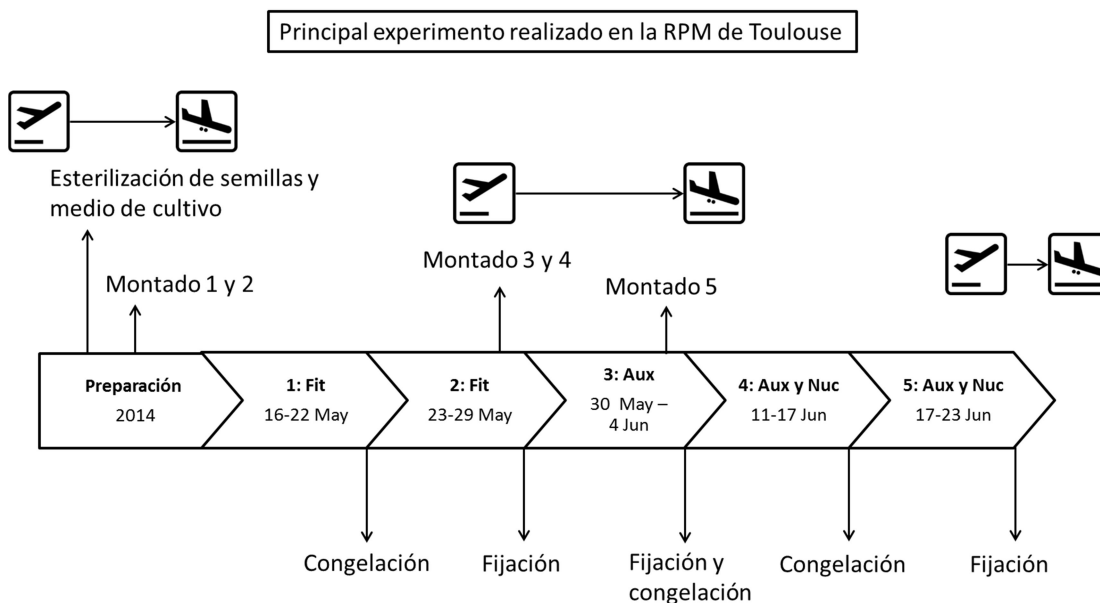 Principal experimento realizado en la RPM de Toulouse
Esterilización de semillas y
medio de cultivo
Montado 1 y 2
Montado 3 y 4
Montado 5
Preparación
2014
1: Fit
16-22 May
2: Fit
23-29 May
3: Aux
30 May –
4 Jun
4: Aux y Nuc
11-17 Jun
5: Aux y Nuc
17-23 Jun
Congelación
Fijación
Fijación y
congelación
Congelación
Fijación